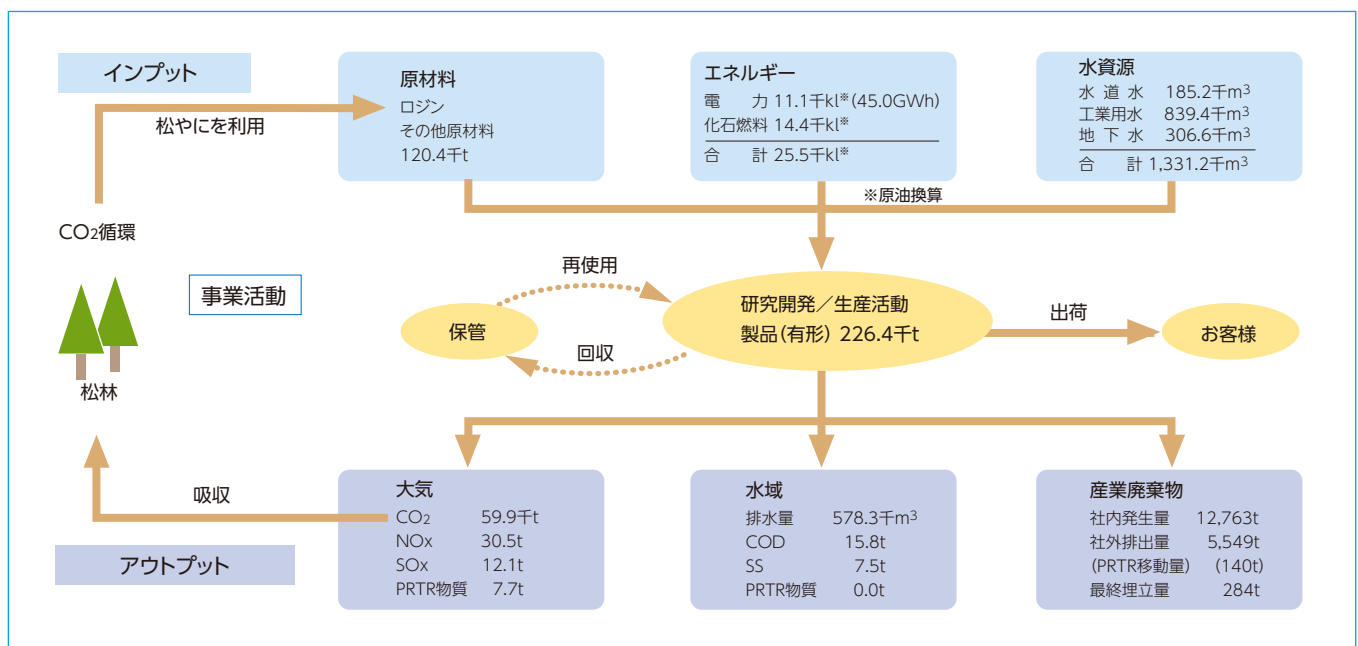 インプット
原材料
ロジン
その他原材料
120.4千t
エネルギー
電　力 11.1千kl※(45.0GWh)
化石燃料 14.4千kl※
合　計 25.5千kl※
水資源
水 道 水 185.2千m³
工業用水 839.4千m³
地 下 水 306.6千m³
合　計 1,331.2千m³
松やにを利用
※原油換算
CO₂循環
松林
事業活動
再使用
保管
回収
研究開発／生産活動
製品(有形) 226.4千t
出荷
お客様
吸収
アウトプット
大気
CO₂ 59.9千t
NOx 30.5t
SOx 12.1t
PRTR物質 7.7t
水域
排水量 578.3千m³
COD 15.8t
SS 7.5t
PRTR物質 0.0t
産業廃棄物
社内発生量 12,763t
社外排出量 5,549t
(PRTR移動量) (140t)
最終埋立量 284t